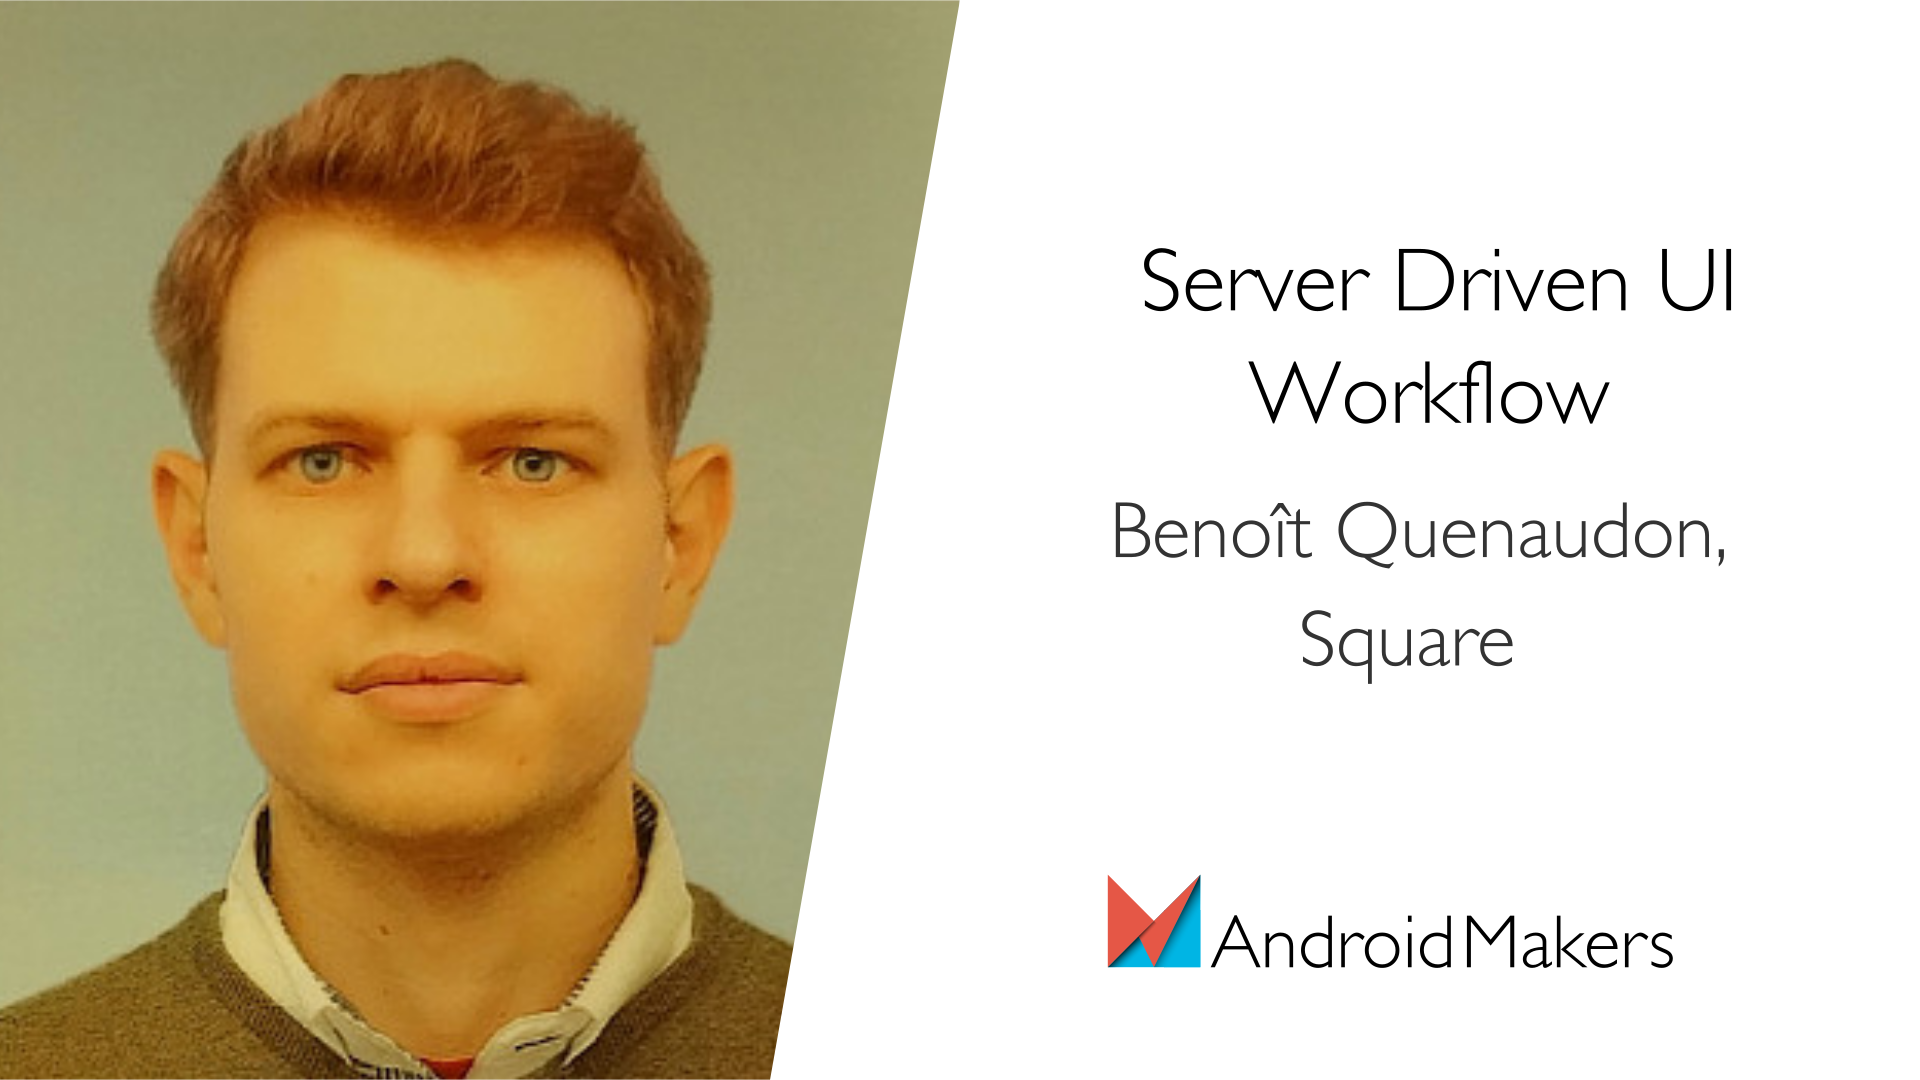 Server Driven UI
Workflow
Benoît Quenaudon,
Square
AndroidMakers